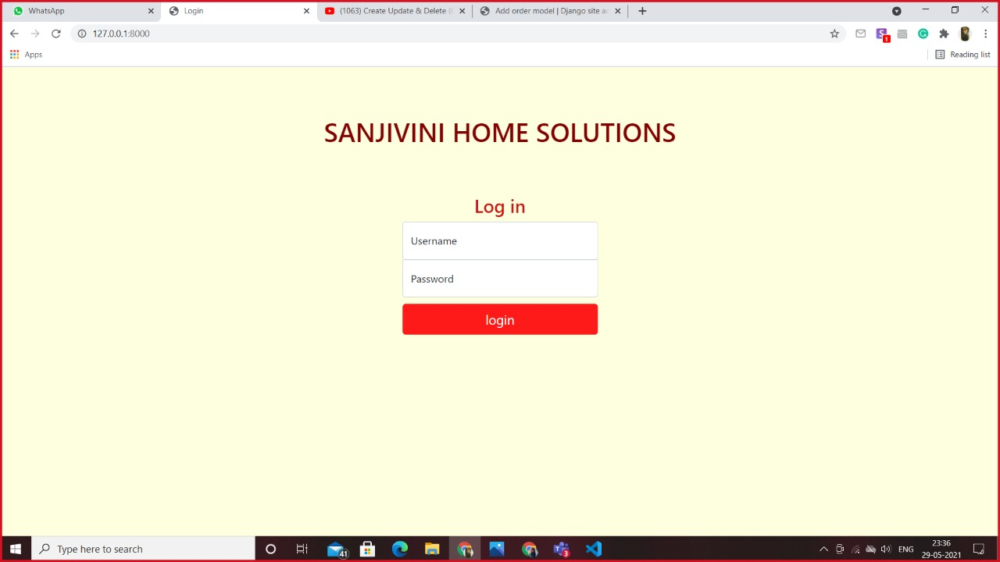 WhatsApp
Login
(1063) Create Update & Delete (
Add order model | Django site ad
127.0.0.1:8000
1
Apps
Reading list
SANJIVINI HOME SOLUTIONS
Log in
Username
Password
login
Type here to search
41
3
ENG
23:36
29-05-2021